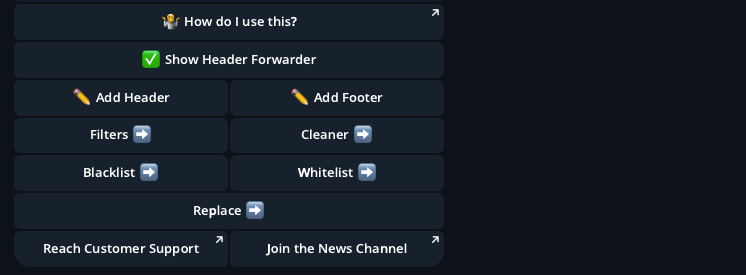 How do I use this?
Show Header Forwarder
Add Header
Add Footer
Filters
Cleaner
Blacklist
Whitelist
Replace
Reach Customer Support
Join the News Channel